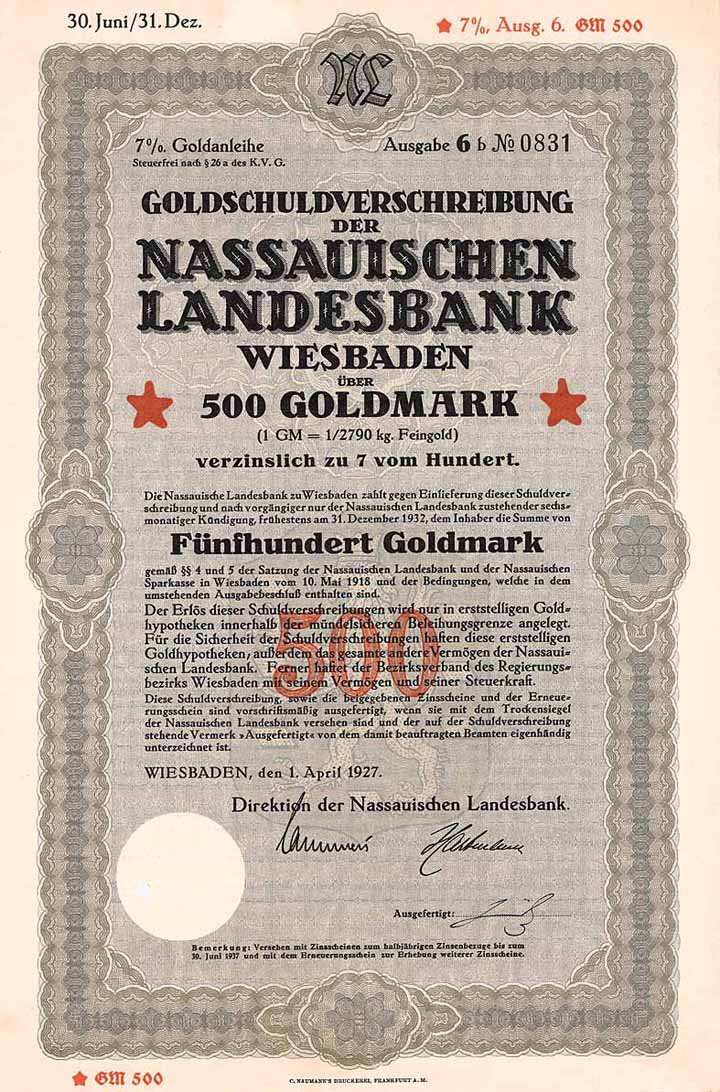 30. Juni/31. Dez.
★ 7%, Ausg. 6. GM 500
NL
7%. Goldanleihe
Ausgabe 6 b № 0831
Steuerfrei nach § 26 a des K. V. G.
GOLDSCHULDVERSCHREIBUNG
DER
NASSAUISCHEN
LANDESBANK
WIESBADEN
ÜBER
500 GOLDMARK
(1 GM = 1/2790 kg. Feingold)
verzinslich zu 7 vom Hundert.
Die Nassauische Landesbank zu Wiesbaden zahlt gegen Einlieferung dieser Schuldver-
schreibung und nach vorgängiger nur der Nassauischen Landesbank zustehender sechs-
monatiger Kündigung, frühestens am 31. Dezember 1932, dem Inhaber die Summe von
Fünfhundert Goldmark
gemäß §§ 4 und 5 der Satzung der Nassauischen Landesbank und der Nassauischen
Sparkasse in Wiesbaden vom 10. Mai 1918 und der Bedingungen, welche in dem
umstehenden Ausgabebeschluß enthalten sind.
Der Erlös dieser Schuldverschreibungen wird nur in erststelligen Gold-
hypotheken innerhalb der mündelsicheren Beleihungsgrenze angelegt.
Für die Sicherheit der Schuldverschreibungen haften diese erststelligen
Goldhypotheken, außerdem das gesamte andere Vermögen der Nassaui-
schen Landesbank. Ferner haftet der Bezirksverband des Regierungs-
bezirks Wiesbaden mit seinem Vermögen und seiner Steuerkraft.
500
Diese Schuldverschreibung, sowie die beigegebenen Zinsscheine und der Erneue-
rungsschein sind vorschriftsmäßig ausgefertigt, wenn sie mit dem Trockensiegel
der Nassauischen Landesbank versehen sind und der auf der Schuldverschreibung
stehende Vermerk »Ausgefertigt« von dem damit beauftragten Beamten eigenhändig
unterzeichnet ist.
WIESBADEN, den 1. April 1927.
Direktion der Nassauischen Landesbank.
Ausgefertigt:
Bemerkung: Versehen mit Zinsscheinen zum halbjährigen Zinsenbezuge bis zum
30. Juni 1937 und mit dem Erneuerungsschein zur Erhebung weiterer Zinsscheine.
★ GM 500
C. NAUMANN'S DRUCKEREI, FRANKFURT A. M.